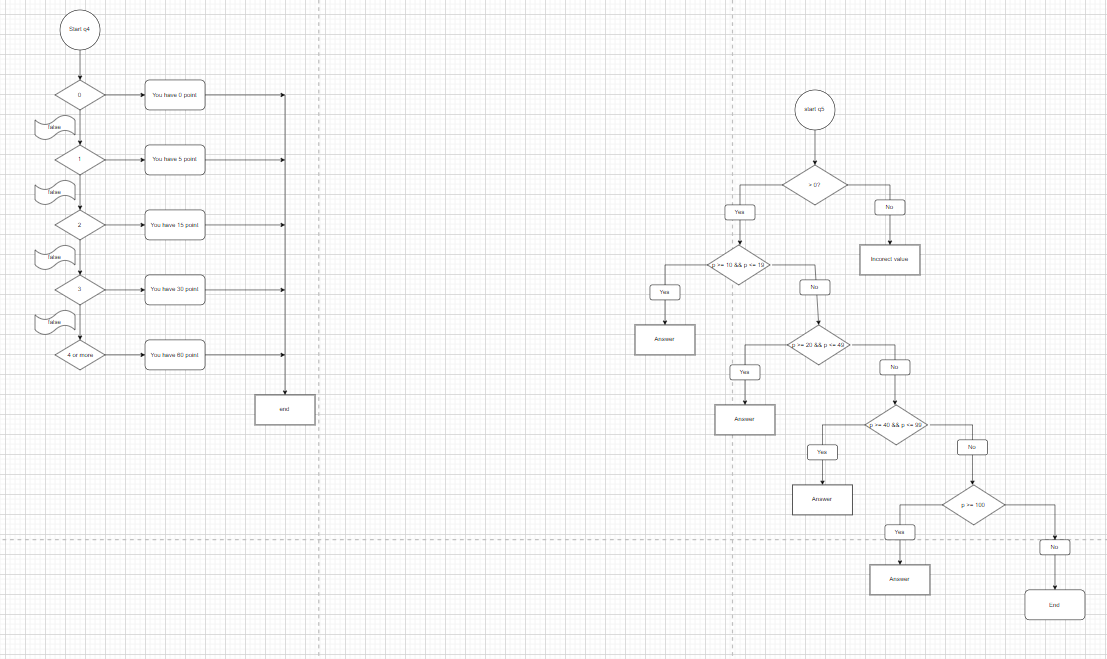 Start q4
0
You have 0 point
false
1
You have 5 point
false
2
You have 15 point
false
3
You have 30 point
false
4 or more
You have 60 point
end
start q5
> 0?
Yes
No
p >= 10 && p <= 19
Incorect value
Yes
No
Answer
p >= 20 && p <= 49
Yes
No
Answer
p >= 40 && p <= 99
Yes
No
Answer
p >= 100
Yes
No
Answer
End